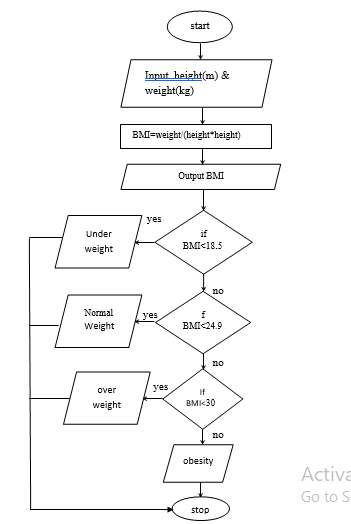 start
Input height(m) &
weight(kg)
BMI=weight/(height*height)
Output BMI
if
BMI<18.5
yes
Under
weight
no
f
BMI<24.9
yes
Normal
Weight
no
If
BMI<30
yes
over
weight
no
obesity
stop
Activa
Go to S